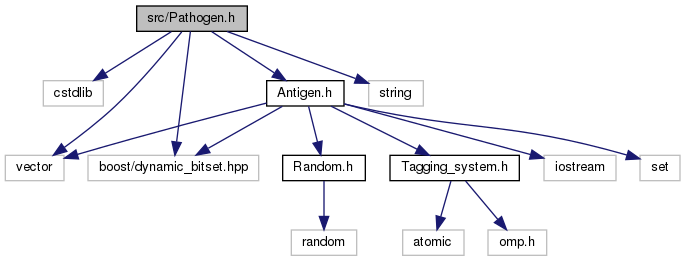 src/Pathogen.h
cstdlib
Antigen.h
string
vector
boost/dynamic_bitset.hpp
Random.h
Tagging_system.h
iostream
set
random
atomic
omp.h